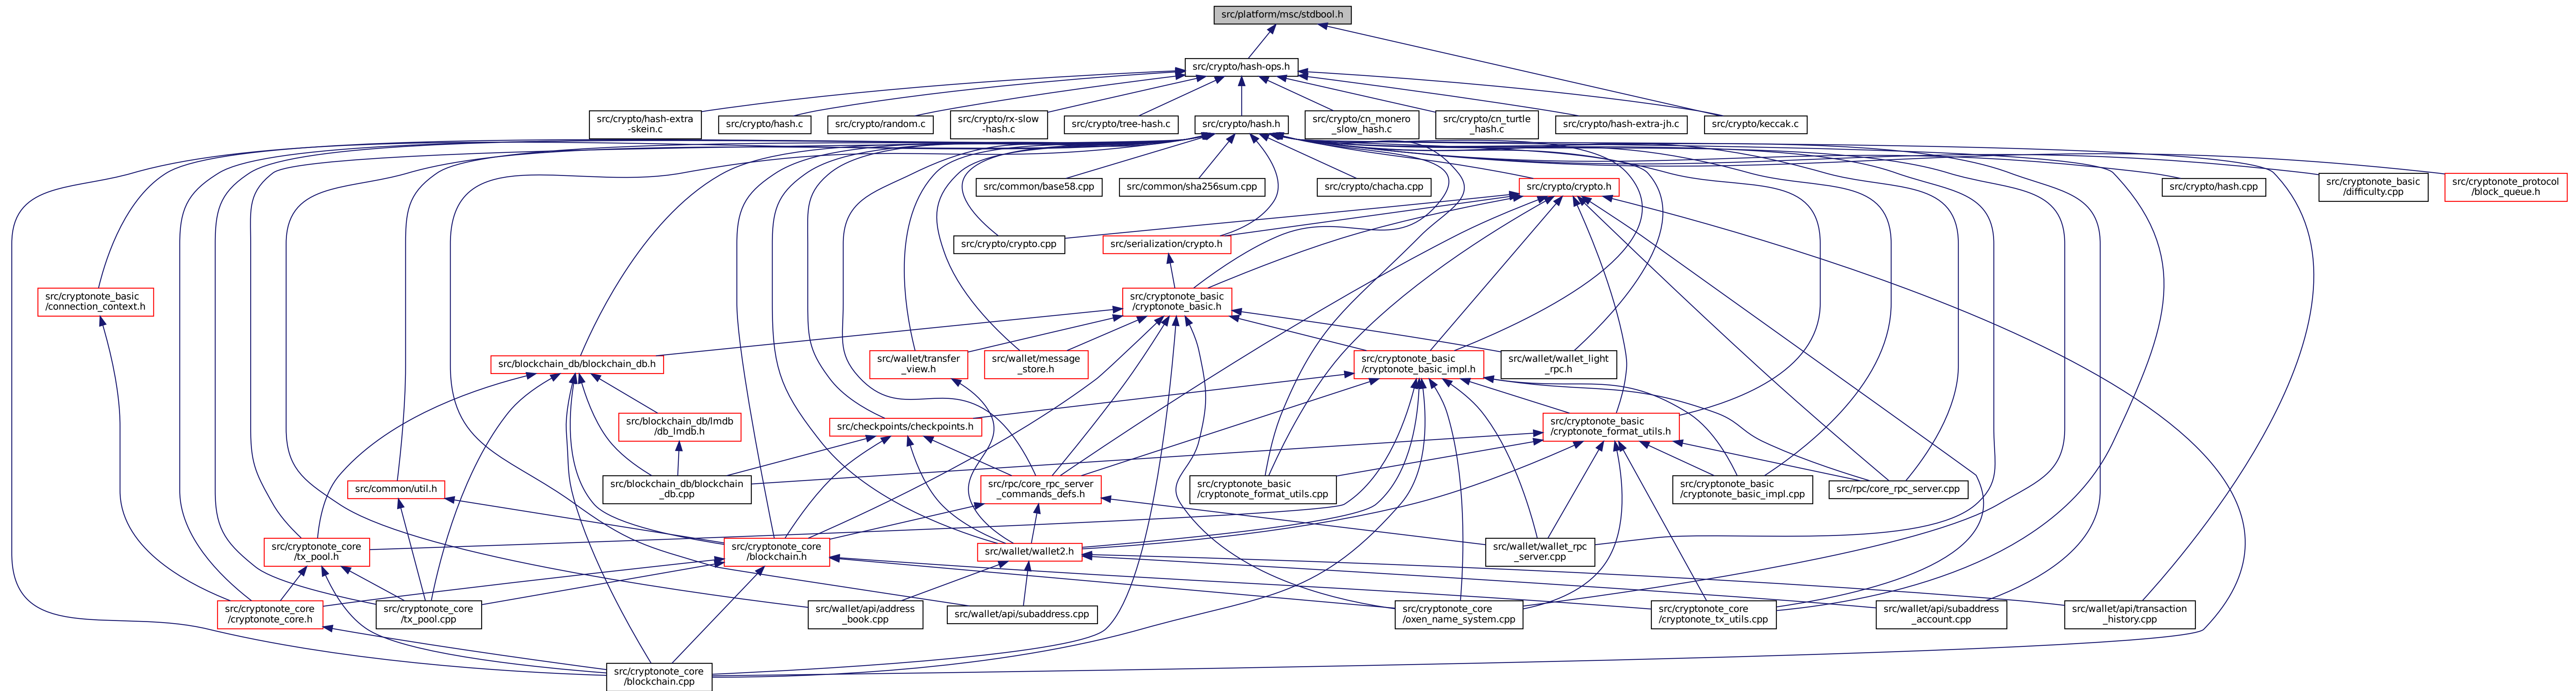 src/platform/msc/stdbool.h
src/crypto/hash-ops.h
src/crypto/hash-extra
-skein.c
src/crypto/hash.c
src/crypto/random.c
src/crypto/rx-slow
-hash.c
src/crypto/tree-hash.c
src/crypto/hash.h
src/crypto/cn_monero
_slow_hash.c
src/crypto/cn_turtle
_hash.c
src/crypto/hash-extra-jh.c
src/crypto/keccak.c
src/common/base58.cpp
src/common/sha256sum.cpp
src/crypto/chacha.cpp
src/crypto/crypto.h
src/crypto/hash.cpp
src/cryptonote_basic
/difficulty.cpp
src/cryptonote_protocol
/block_queue.h
src/crypto/crypto.cpp
src/serialization/crypto.h
src/cryptonote_basic
/connection_context.h
src/cryptonote_basic
/cryptonote_basic.h
src/blockchain_db/blockchain_db.h
src/wallet/transfer
_view.h
src/wallet/message
_store.h
src/cryptonote_basic
/cryptonote_basic_impl.h
src/wallet/wallet_light
_rpc.h
src/blockchain_db/lmdb
/db_lmdb.h
src/checkpoints/checkpoints.h
src/cryptonote_basic
/cryptonote_format_utils.h
src/common/util.h
src/blockchain_db/blockchain
_db.cpp
src/rpc/core_rpc_server
_commands_defs.h
src/cryptonote_basic
/cryptonote_format_utils.cpp
src/cryptonote_basic
/cryptonote_basic_impl.cpp
src/rpc/core_rpc_server.cpp
src/cryptonote_core
/tx_pool.h
src/cryptonote_core
/blockchain.h
src/wallet/wallet2.h
src/wallet/wallet_rpc
_server.cpp
src/cryptonote_core
/cryptonote_core.h
src/cryptonote_core
/tx_pool.cpp
src/wallet/api/address
_book.cpp
src/wallet/api/subaddress.cpp
src/cryptonote_core
/oxen_name_system.cpp
src/cryptonote_core
/cryptonote_tx_utils.cpp
src/wallet/api/subaddress
_account.cpp
src/wallet/api/transaction
_history.cpp
src/cryptonote_core
/blockchain.cpp